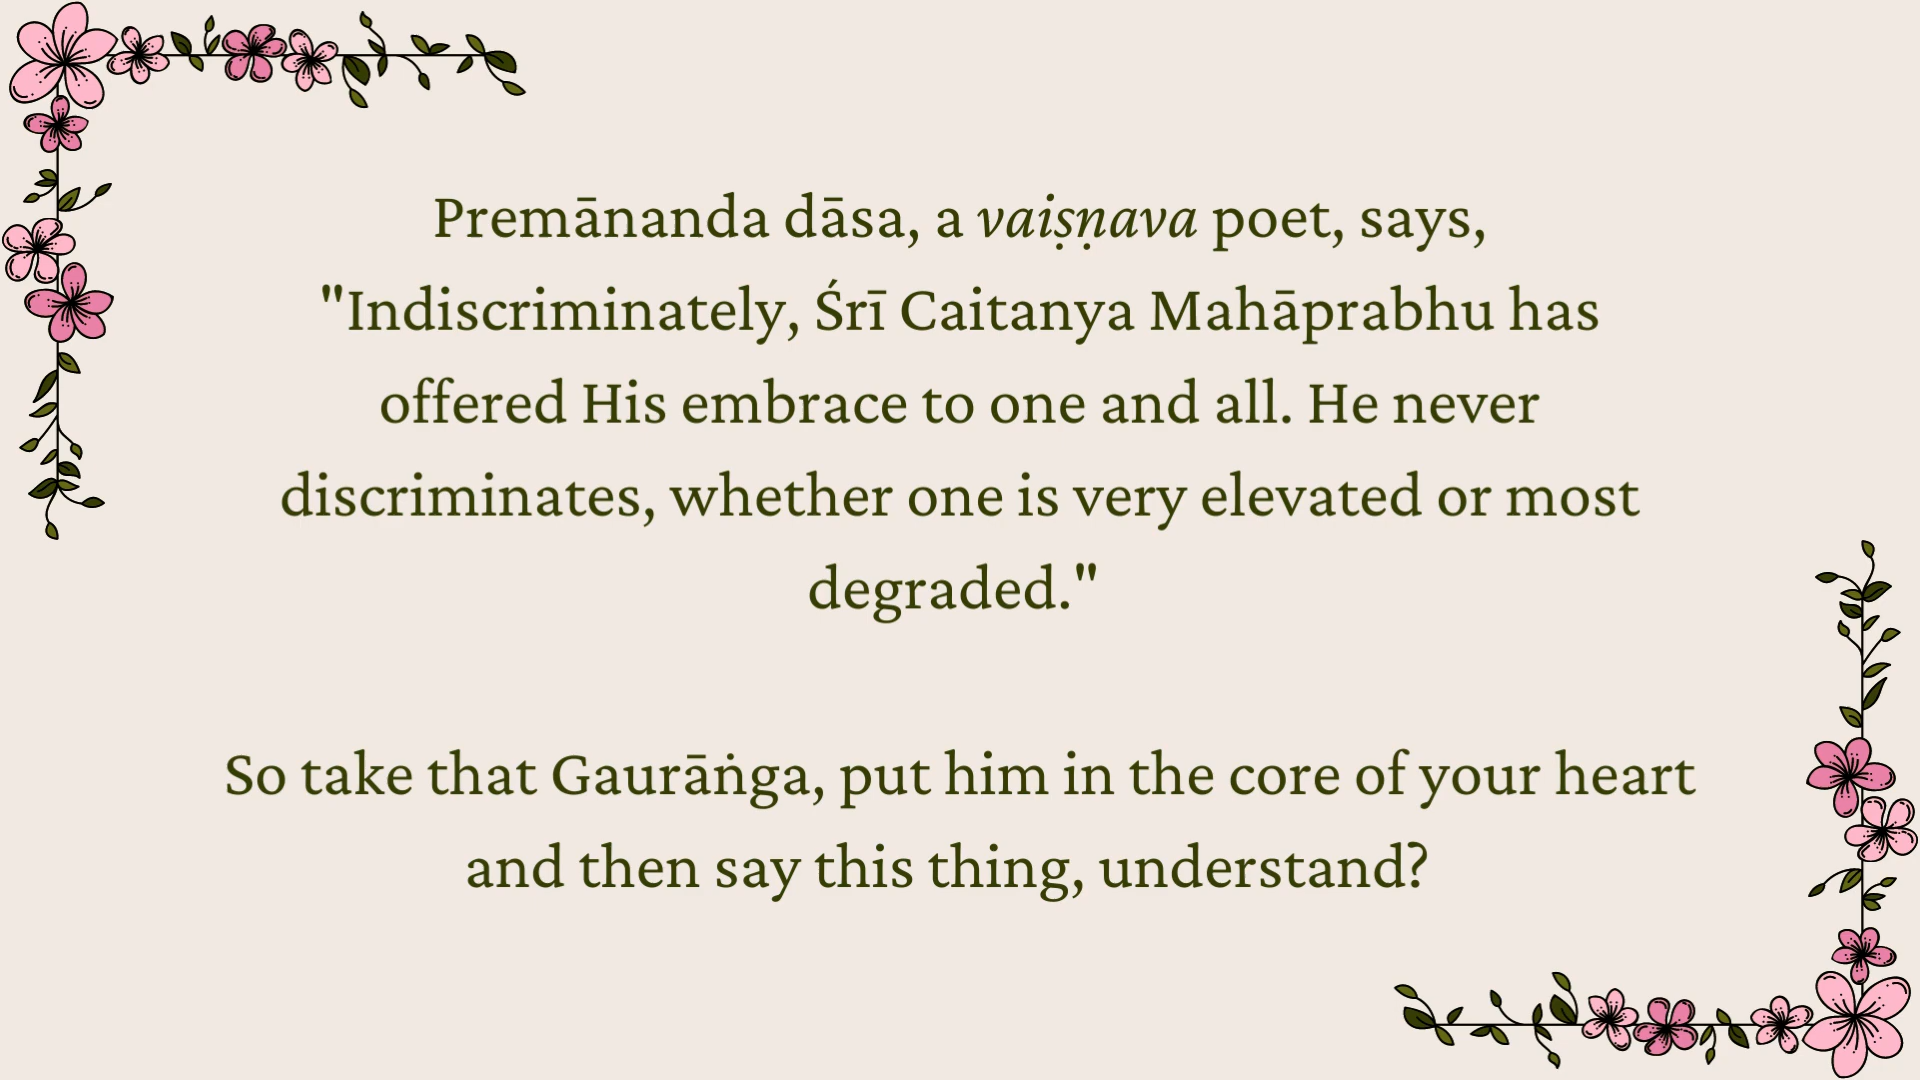 Premānanda dāsa, a vaiṣṇava poet, says,
"Indiscriminately, Śrī Caitanya Mahāprabhu has
offered His embrace to one and all. He never
discriminates, whether one is very elevated or most
degraded."
So take that Gaurāṅga, put him in the core of your heart
and then say this thing, understand?